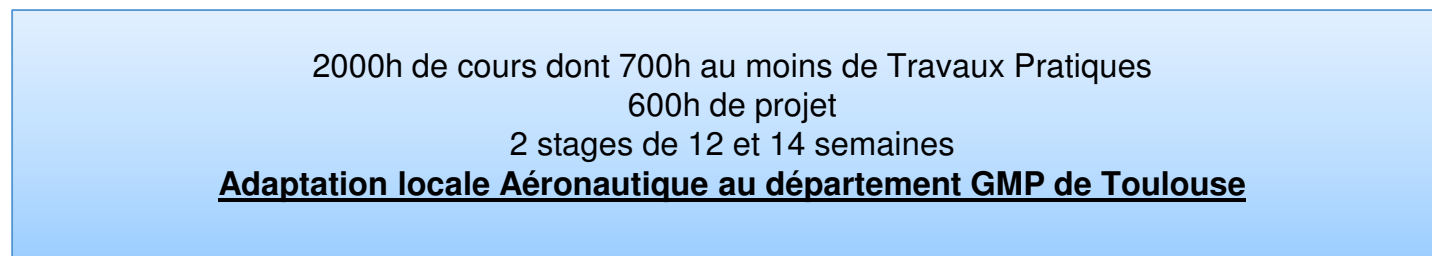 2000h de cours dont 700h au moins de Travaux Pratiques
600h de projet
2 stages de 12 et 14 semaines
Adaptation locale Aéronautique au département GMP de Toulouse